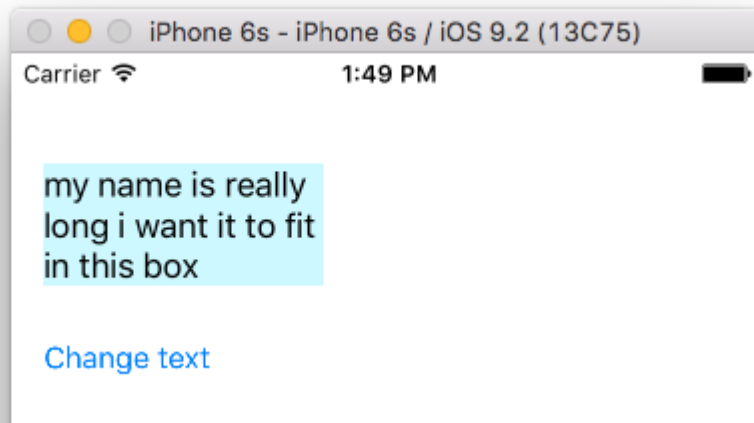 iPhone 6s - iPhone 6s / iOS 9.2 (13C75)
Carrier 1:49 PM
my name is really
long i want it to fit
in this box
Change text